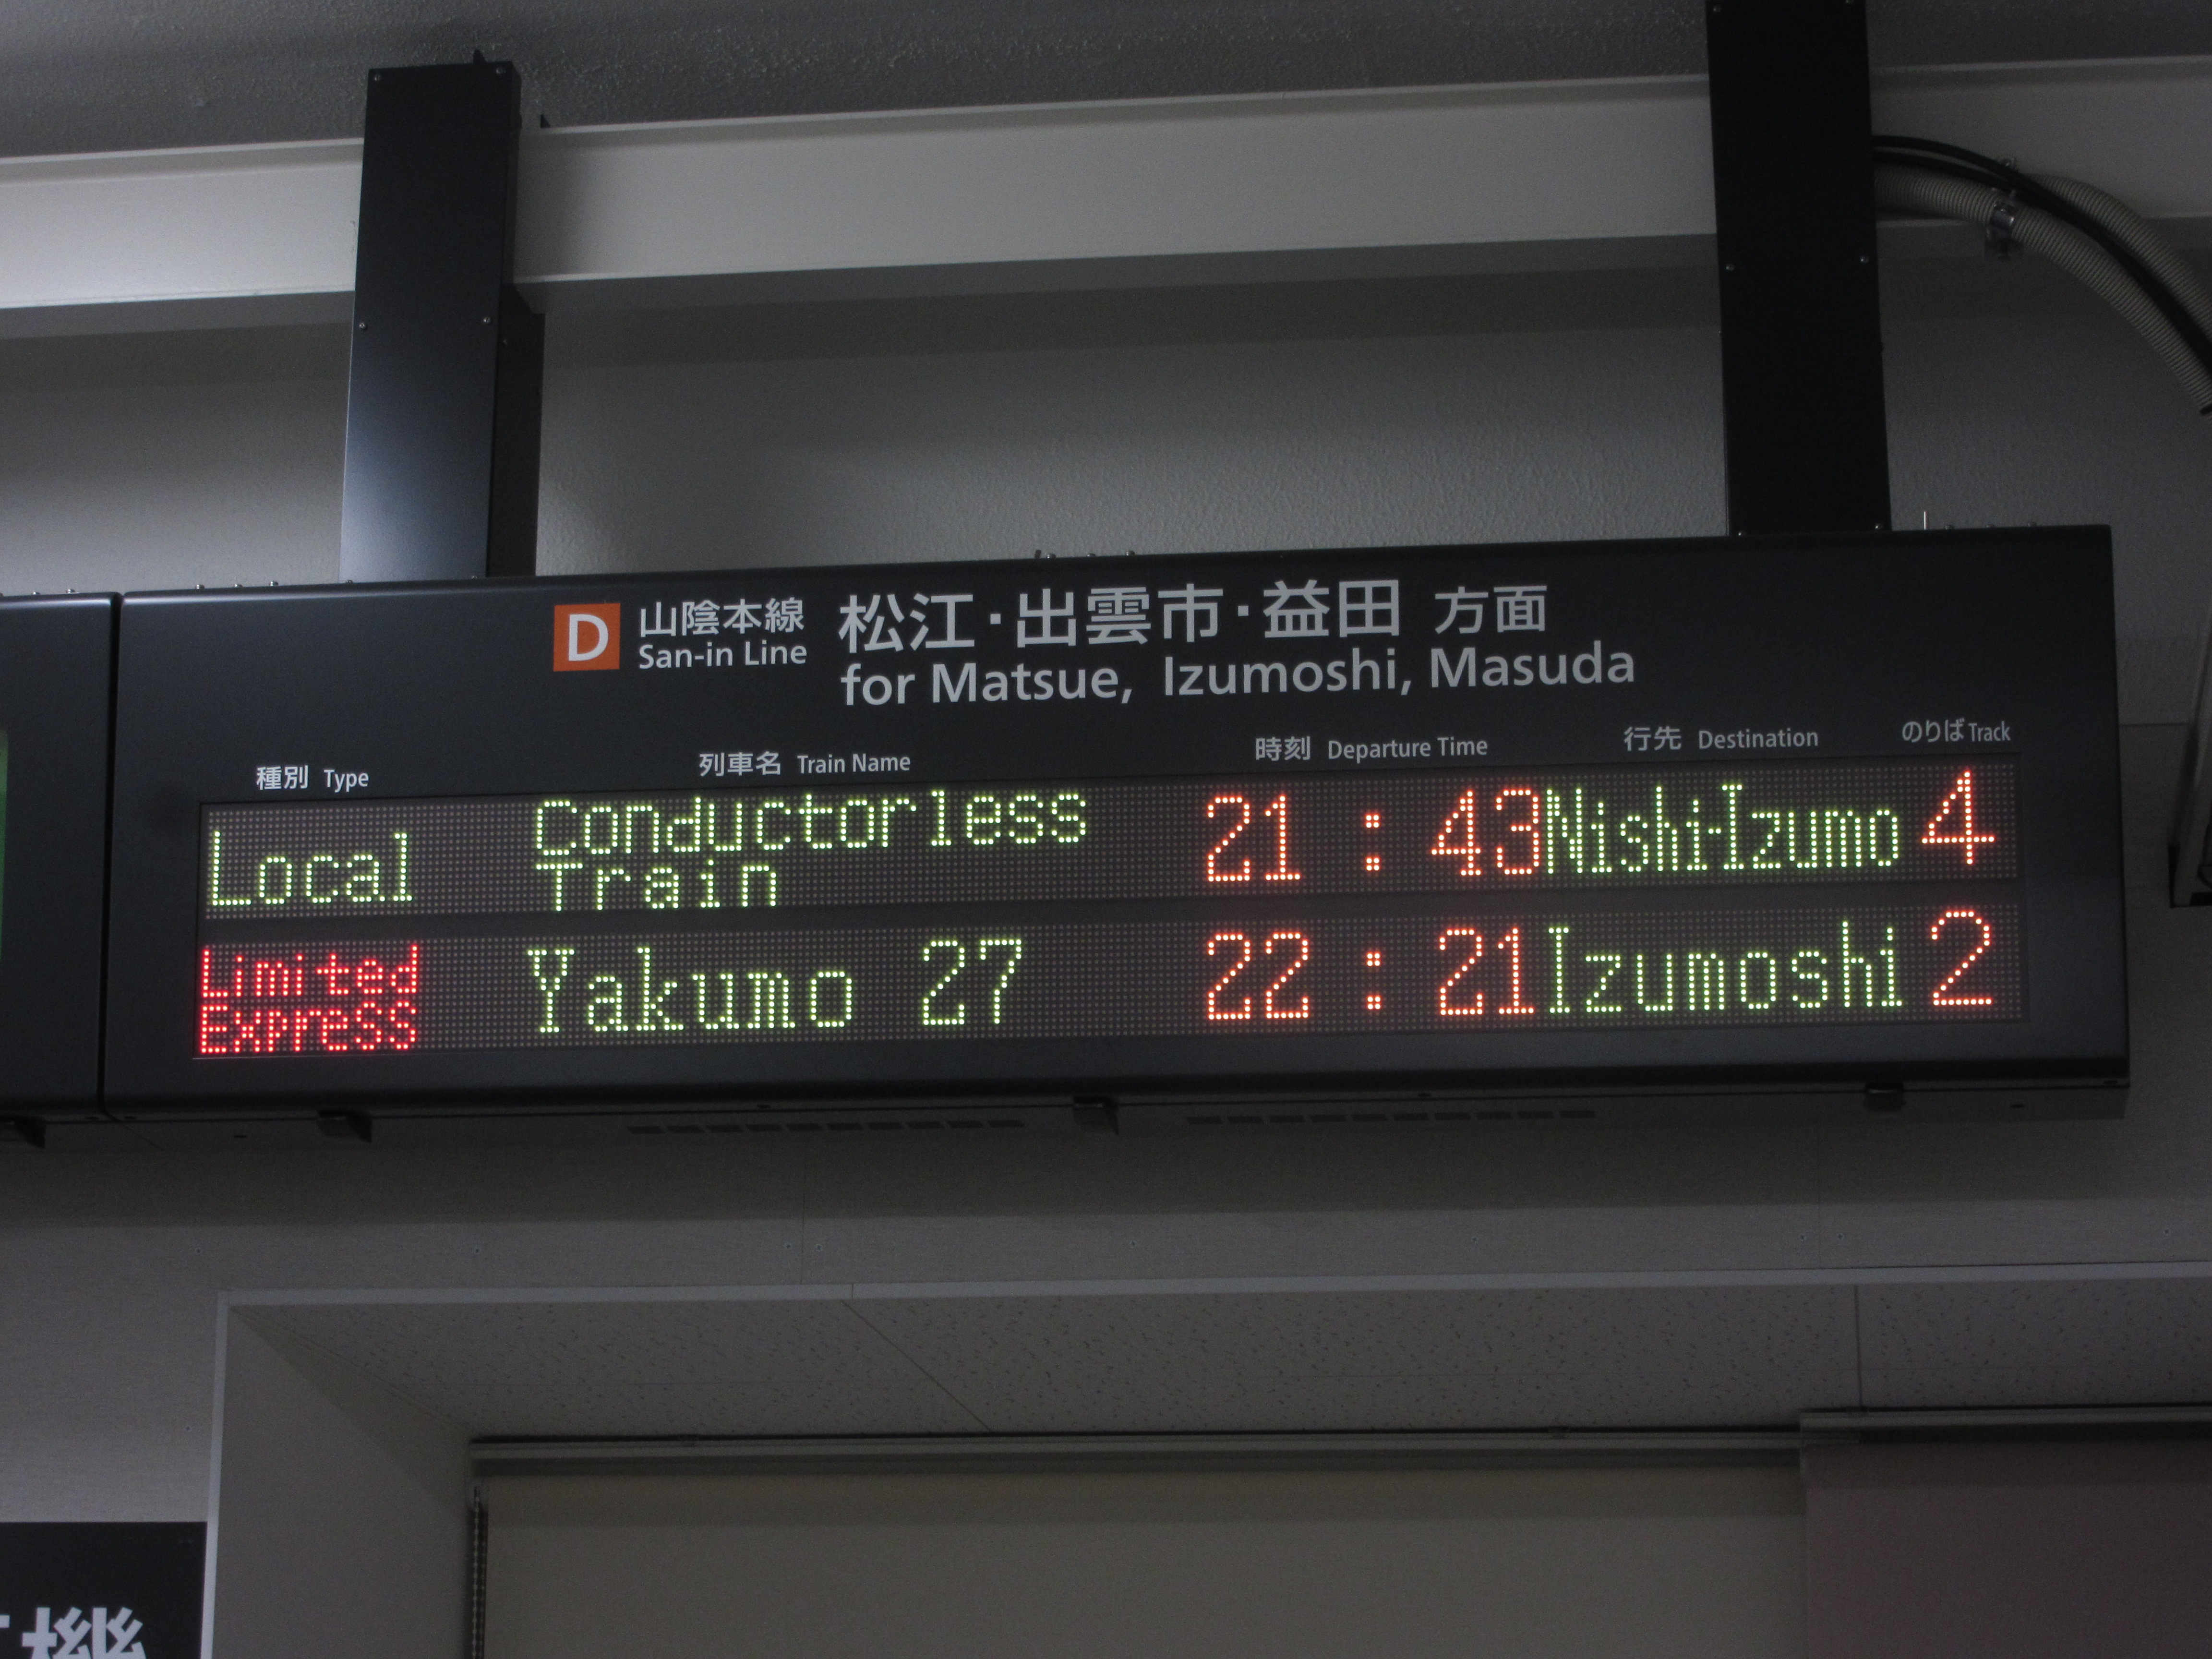 D 山陰本線 松江・出雲市・益田 方面
San-in Line for Matsue, Izumoshi, Masuda
種別 Type 列車名 Train Name 時刻 Departure Time 行先 Destination のりば Track
Local Conductorless Train 21:43 Nishi-Izumo 4
Limited Express Yakumo 27 22:21 Izumoshi 2
機